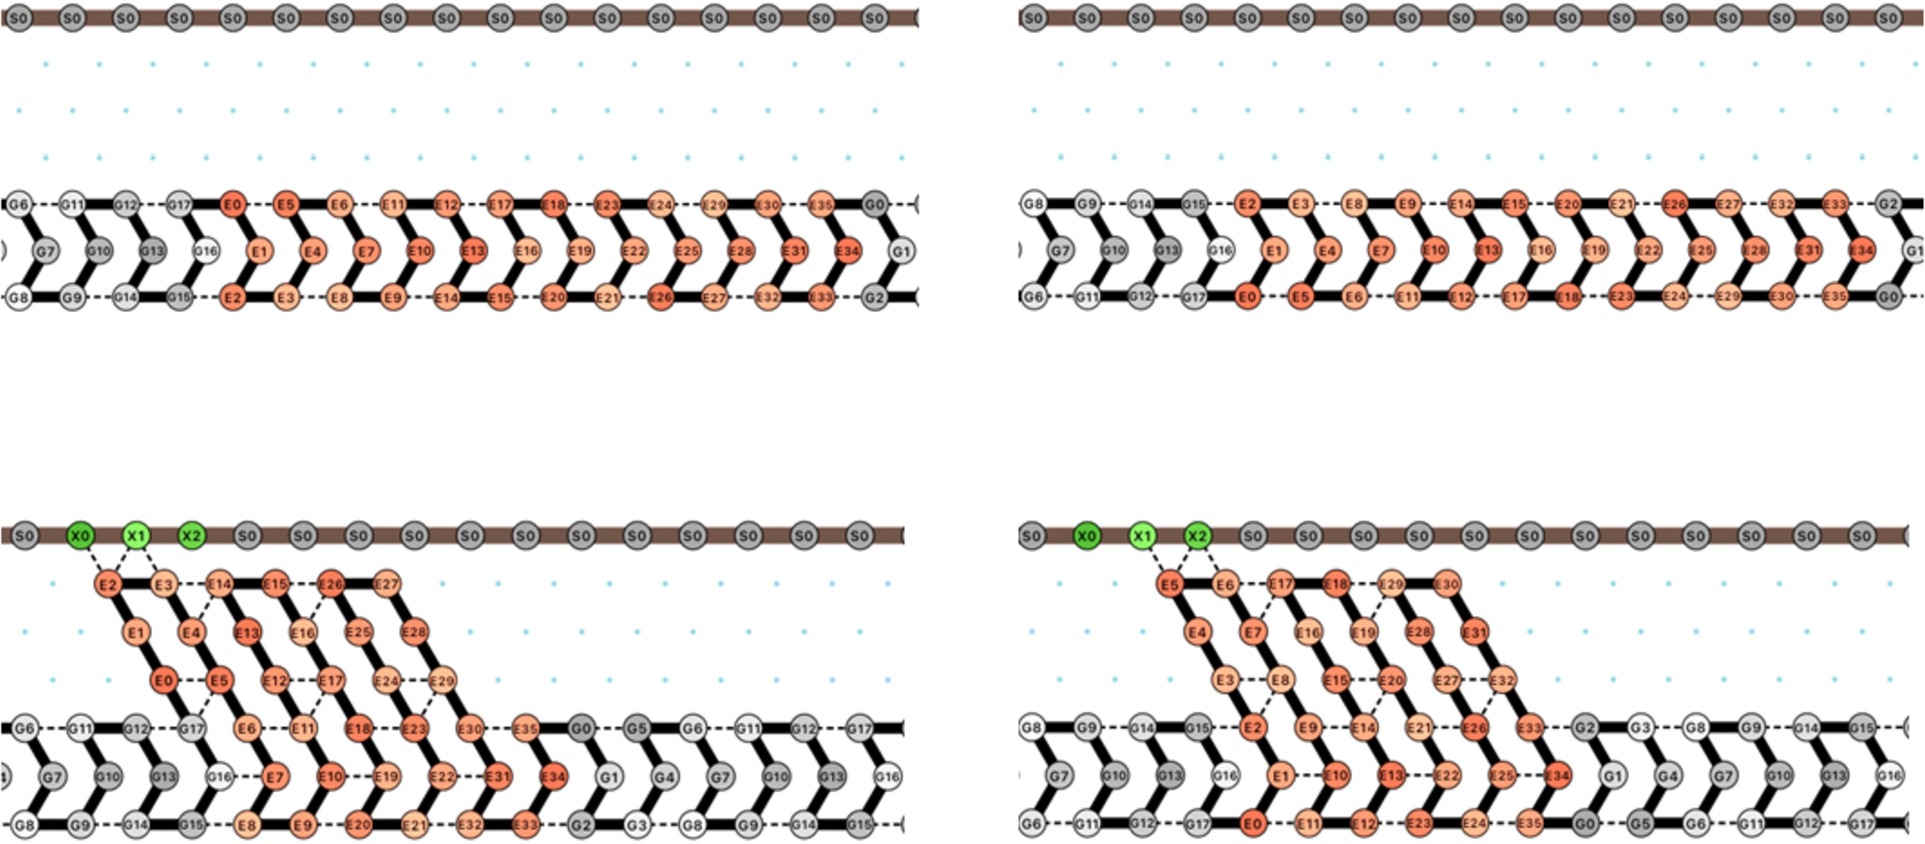 S0 S0 S0 S0 S0 S0 S0 S0 S0 S0 S0 S0 S0 S0 S0 S0 S0
G6 G11 G12 G17 E0 E5 E6 E11 E12 E17 E18 E23 E24 E29 E30 E35 G0
G7 G10 G13 G16 E1 E4 E7 E10 E13 E16 E19 E22 E25 E28 E31 E34 G1
G8 G9 G14 G15 E2 E3 E8 E9 E14 E15 E20 E21 E26 E27 E32 E33 G2
S0 S0 S0 S0 S0 S0 S0 S0 S0 S0 S0 S0 S0 S0 S0 S0 S0
G8 G9 G14 G15 E2 E3 E8 E9 E14 E15 E20 E21 E26 E27 E32 E33 G2
G7 G10 G13 G16 E1 E4 E7 E10 E13 E16 E19 E22 E25 E28 E31 E34 G1
G6 G11 G12 G17 E0 E5 E6 E11 E12 E17 E18 E23 E24 E29 E30 E35 G0
S0 X0 X1 X2 S0 S0 S0 S0 S0 S0 S0 S0 S0 S0 S0 S0
E2 E3 E14 E15 E26 E27
E1 E4 E13 E16 E25 E28
E0 E5 E12 E17 E24 E29
G6 G11 G12 G17 E6 E11 E18 E23 E30 E35 G0 G5 G6 G11 G12 G17
G7 G10 G13 G16 E7 E10 E19 E22 E31 E34 G1 G4 G7 G10 G13 G16
G8 G9 G14 G15 E8 E9 E20 E21 E32 E33 G2 G3 G8 G9 G14 G15
S0 X0 X1 X2 S0 S0 S0 S0 S0 S0 S0 S0 S0 S0 S0 S0
E5 E6 E17 E18 E29 E30
E4 E7 E16 E19 E28 E31
E3 E8 E15 E20 E27 E32
G8 G9 G14 G15 E2 E9 E14 E21 E26 E33 G2 G3 G8 G9 G14 G15
G7 G10 G13 G16 E1 E10 E13 E22 E25 E34 G1 G4 G7 G10 G13 G16
G6 G11 G12 G17 E0 E11 E12 E23 E24 E35 G0 G5 G6 G11 G12 G17